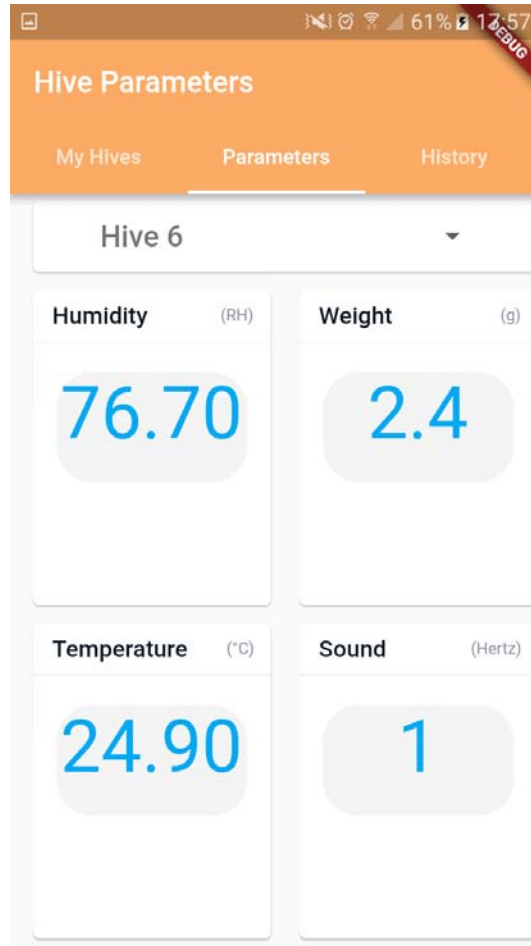 61% 17:57
DEBUG
Hive Parameters
My Hives Parameters History
Hive 6
Humidity (RH) Weight (g)
76.70 2.4
Temperature (°C) Sound (Hertz)
24.90 1